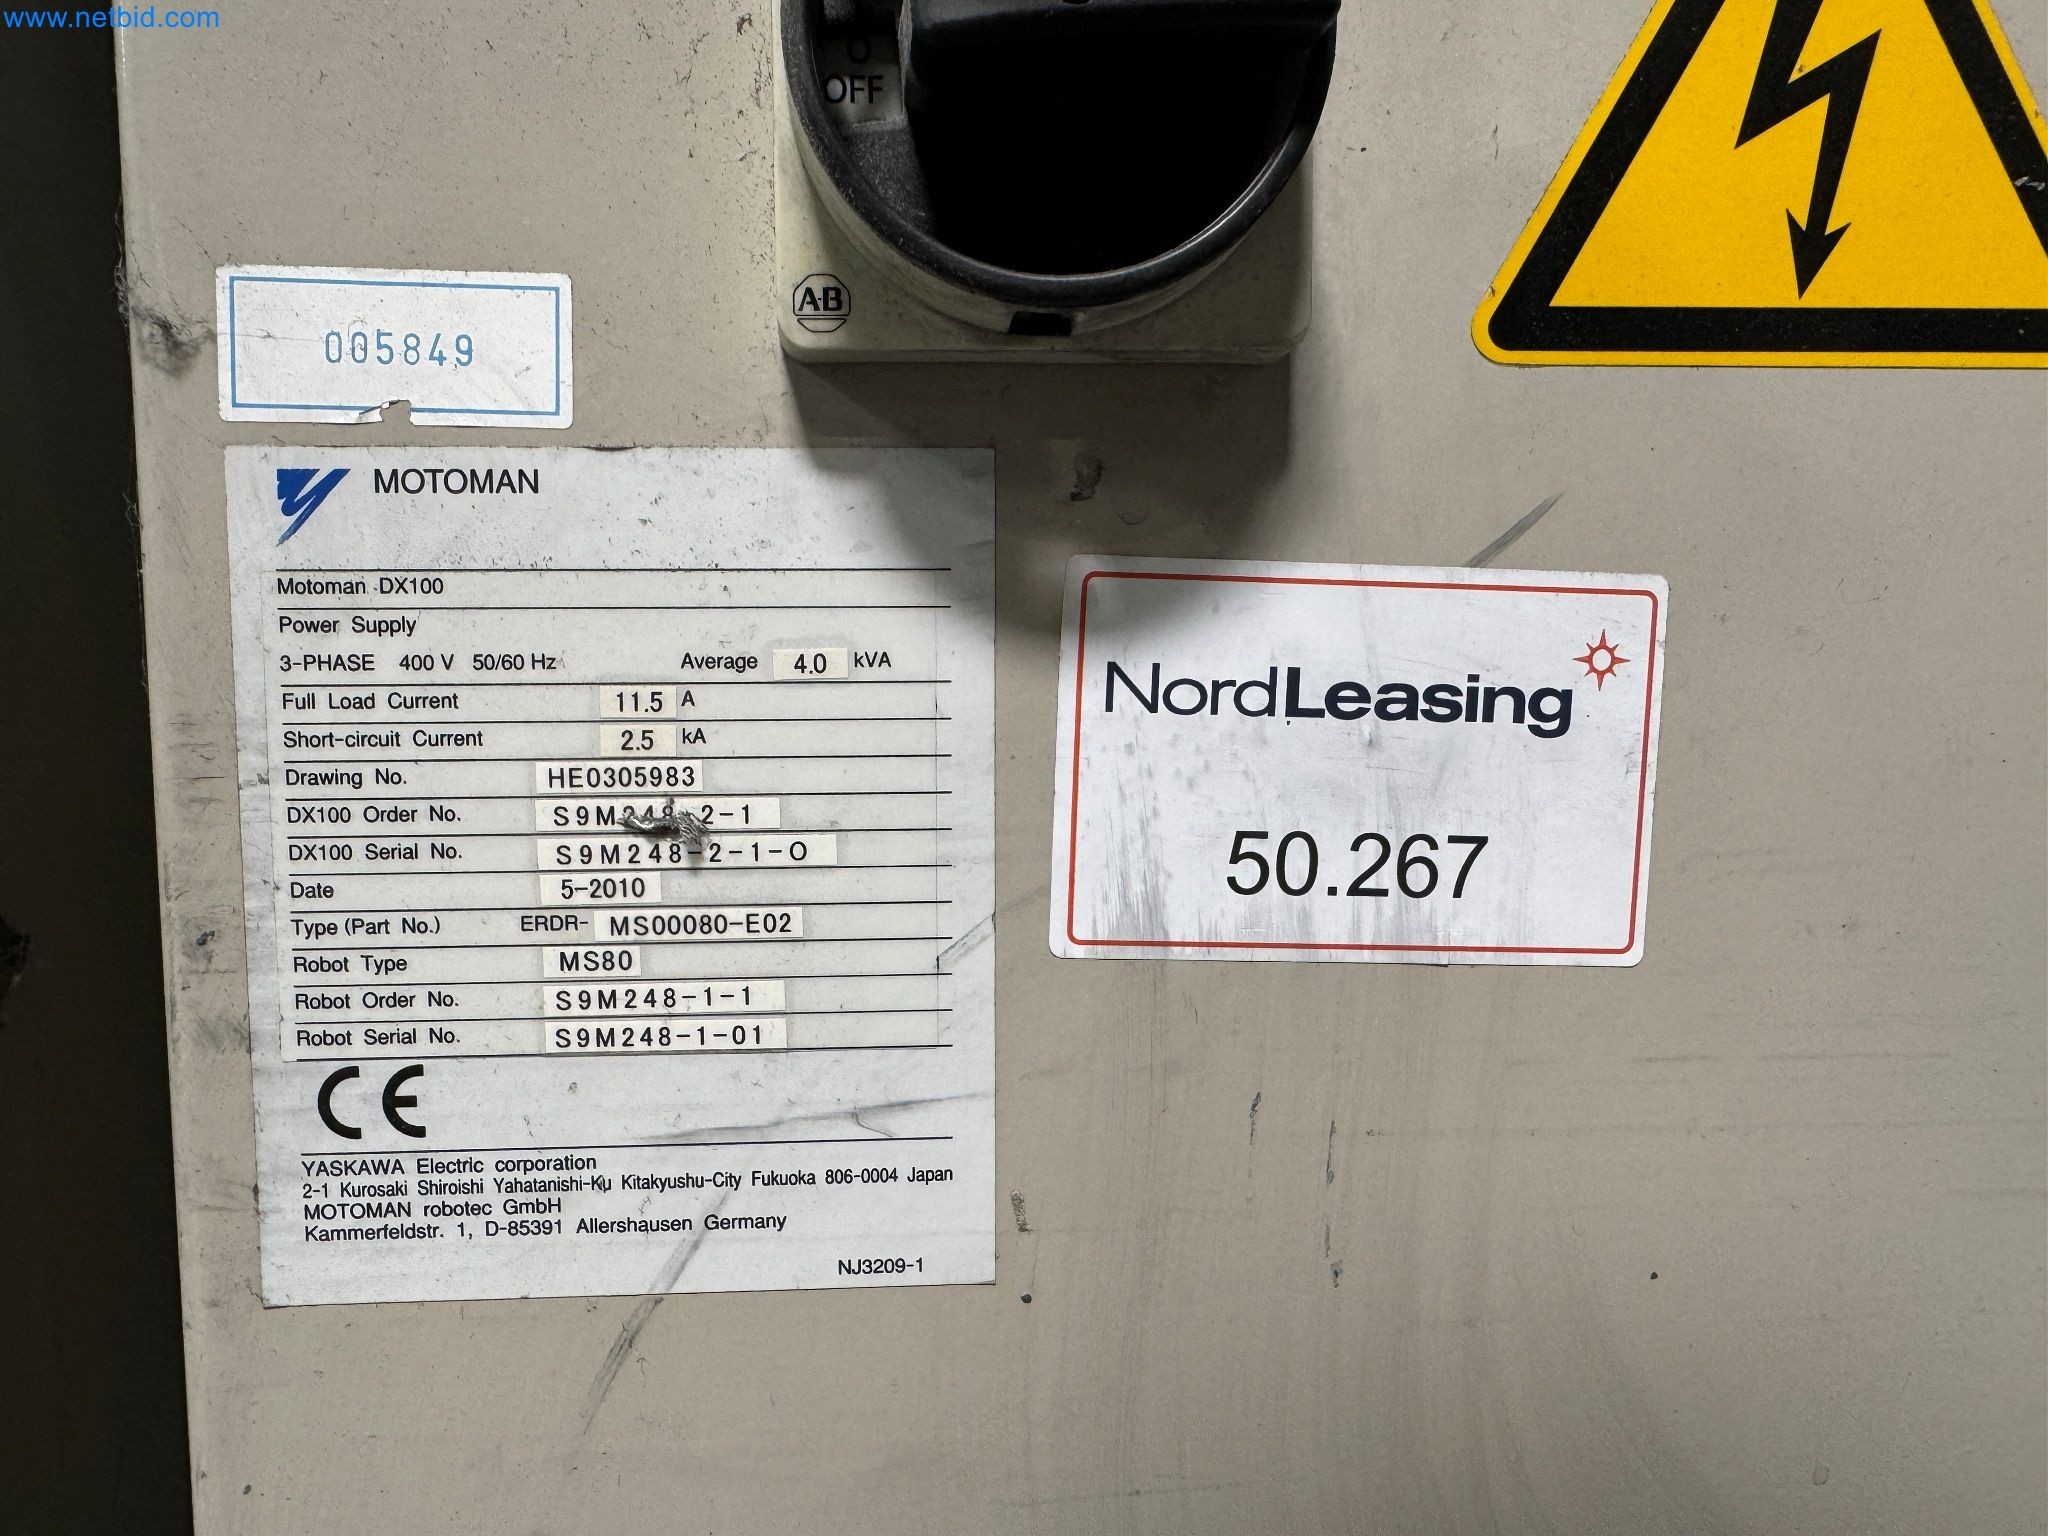 www.netbid.com
O
OFF
A-B
005849
MOTOMAN
Motoman DX100
Power Supply
3-PHASE 400 V 50/60 Hz Average 4.0 kVA
Full Load Current 11.5 A
Short-circuit Current 2.5 kA
Drawing No. HE0305983
DX100 Order No. S9M248-2-1
DX100 Serial No. S9M248-2-1-O
Date 5-2010
Type (Part No.) ERDR- MS00080-E02
Robot Type MS80
Robot Order No. S9M248-1-1
Robot Serial No. S9M248-1-01
CE
YASKAWA Electric corporation
2-1 Kurosaki Shiroishi Yahatanishi-Ku Kitakyushu-City Fukuoka 806-0004 Japan
MOTOMAN robotec GmbH
Kammerfeldstr. 1, D-85391 Allershausen Germany
NJ3209-1
NordLeasing
50.267